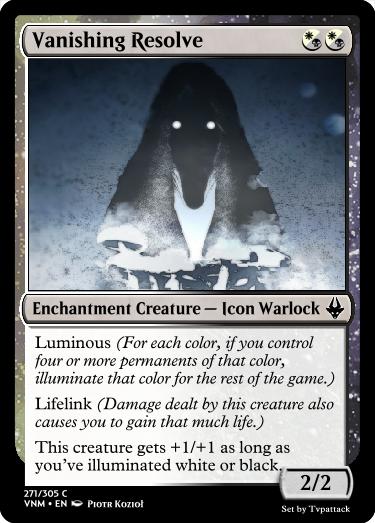 Vanishing Resolve
Enchantment Creature — Icon Warlock
Luminous (For each color, if you control
four or more permanents of that color,
illuminate that color for the rest of the game.)
Lifelink (Damage dealt by this creature also
causes you to gain that much life.)
This creature gets +1/+1 as long as
you've illuminated white or black.
2/2
271/305 C
VNM • EN Piotr Kozioł
Set by Tvpattack